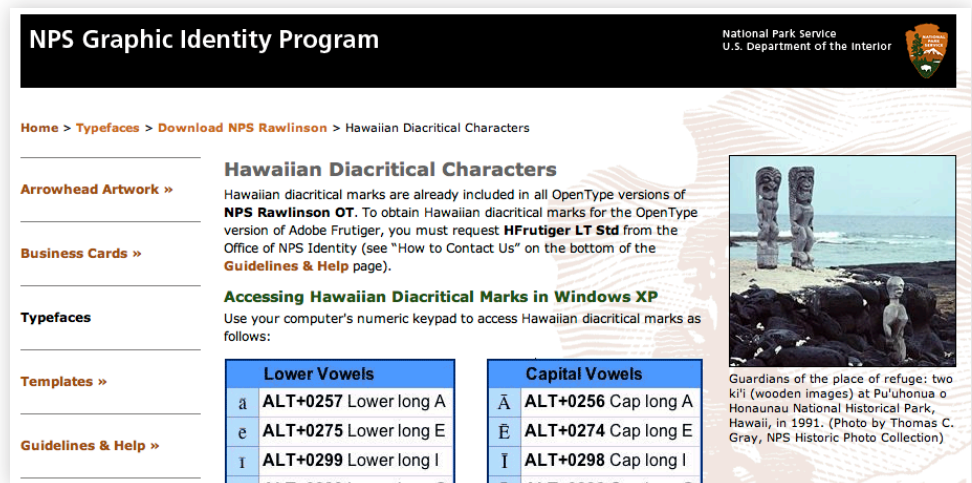 NPS Graphic Identity Program
National Park Service
U.S. Department of the Interior
Home > Typefaces > Download NPS Rawlinson > Hawaiian Diacritical Characters
Arrowhead Artwork »
Business Cards »
Typefaces
Templates »
Guidelines & Help »
Hawaiian Diacritical Characters
Hawaiian diacritical marks are already included in all OpenType versions of
NPS Rawlinson OT. To obtain Hawaiian diacritical marks for the OpenType
version of Adobe Frutiger, you must request HFrutiger LT Std from the
Office of NPS Identity (see "How to Contact Us" on the bottom of the
Guidelines & Help page).
Accessing Hawaiian Diacritical Marks in Windows XP
Use your computer's numeric keypad to access Hawaiian diacritical marks as
follows:
Lower Vowels
ā ALT+0257 Lower long A
ē ALT+0275 Lower long E
ī ALT+0299 Lower long I
Capital Vowels
Ā ALT+0256 Cap long A
Ē ALT+0274 Cap long E
Ī ALT+0298 Cap long I
Guardians of the place of refuge: two
ki'i (wooden images) at Pu'uhonua o
Honaunau National Historical Park,
Hawaii, in 1991. (Photo by Thomas C.
Gray, NPS Historic Photo Collection)